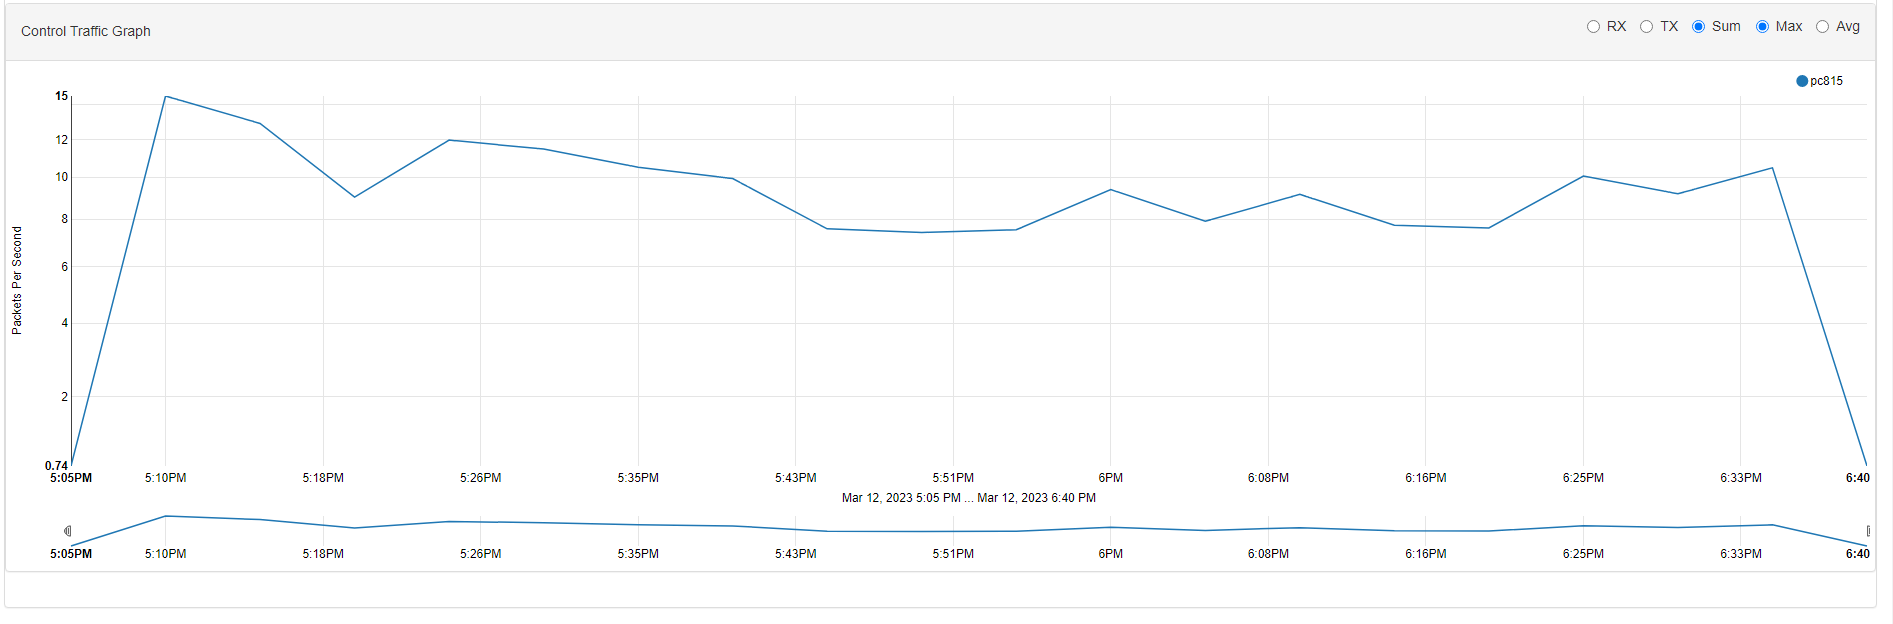 Control Traffic Graph
RX TX Sum Max Avg
pc815
15
12
10
8
6
4
2
0.74
Packets Per Second
5:05PM 5:10PM 5:18PM 5:26PM 5:35PM 5:43PM 5:51PM 6PM 6:08PM 6:16PM 6:25PM 6:33PM 6:40
Mar 12, 2023 5:05 PM ... Mar 12, 2023 6:40 PM
5:05PM 5:10PM 5:18PM 5:26PM 5:35PM 5:43PM 5:51PM 6PM 6:08PM 6:16PM 6:25PM 6:33PM 6:40